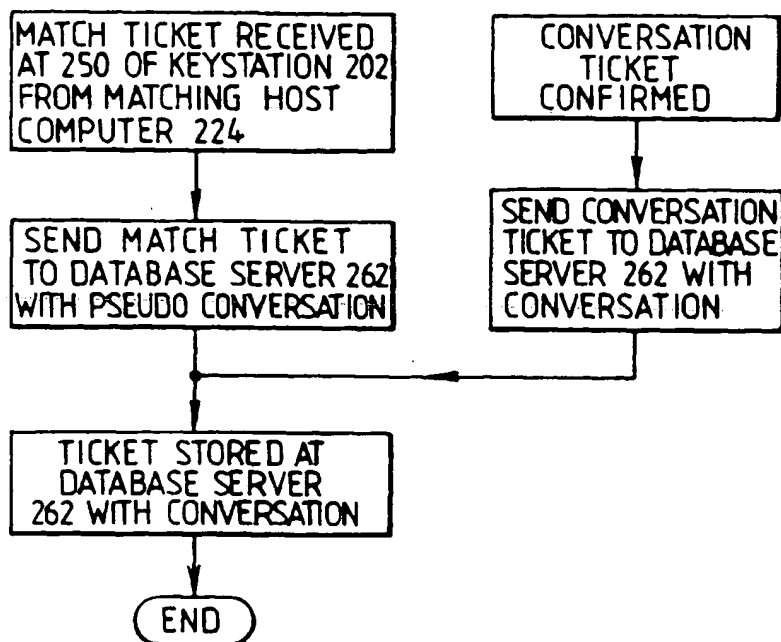 MATCH TICKET RECEIVED
AT 250 OF KEYSTATION 202
FROM MATCHING HOST
COMPUTER 224
CONVERSATION
TICKET
CONFIRMED
SEND MATCH TICKET
TO DATABASE SERVER 262
WITH PSEUDO CONVERSATION
SEND CONVERSATION
TICKET TO DATABASE
SERVER 262 WITH
CONVERSATION
TICKET STORED AT
DATABASE SERVER
262 WITH CONVERSATION
END